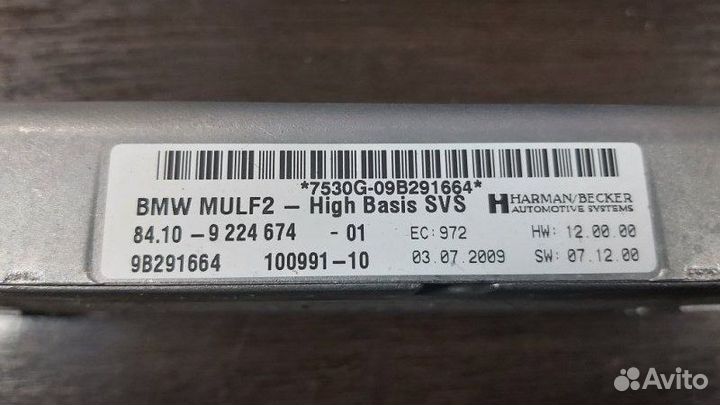 *7530G-09B291664*
BMW MULF2 - High Basis SVS HARMAN/BECKER
AUTOMOTIVE SYSTEMS
84.10-9 224 674 -01 EC: 972 HW: 12.00.00
9B291664 100991-10 03.07.2009 SW: 07.12.00
Avito